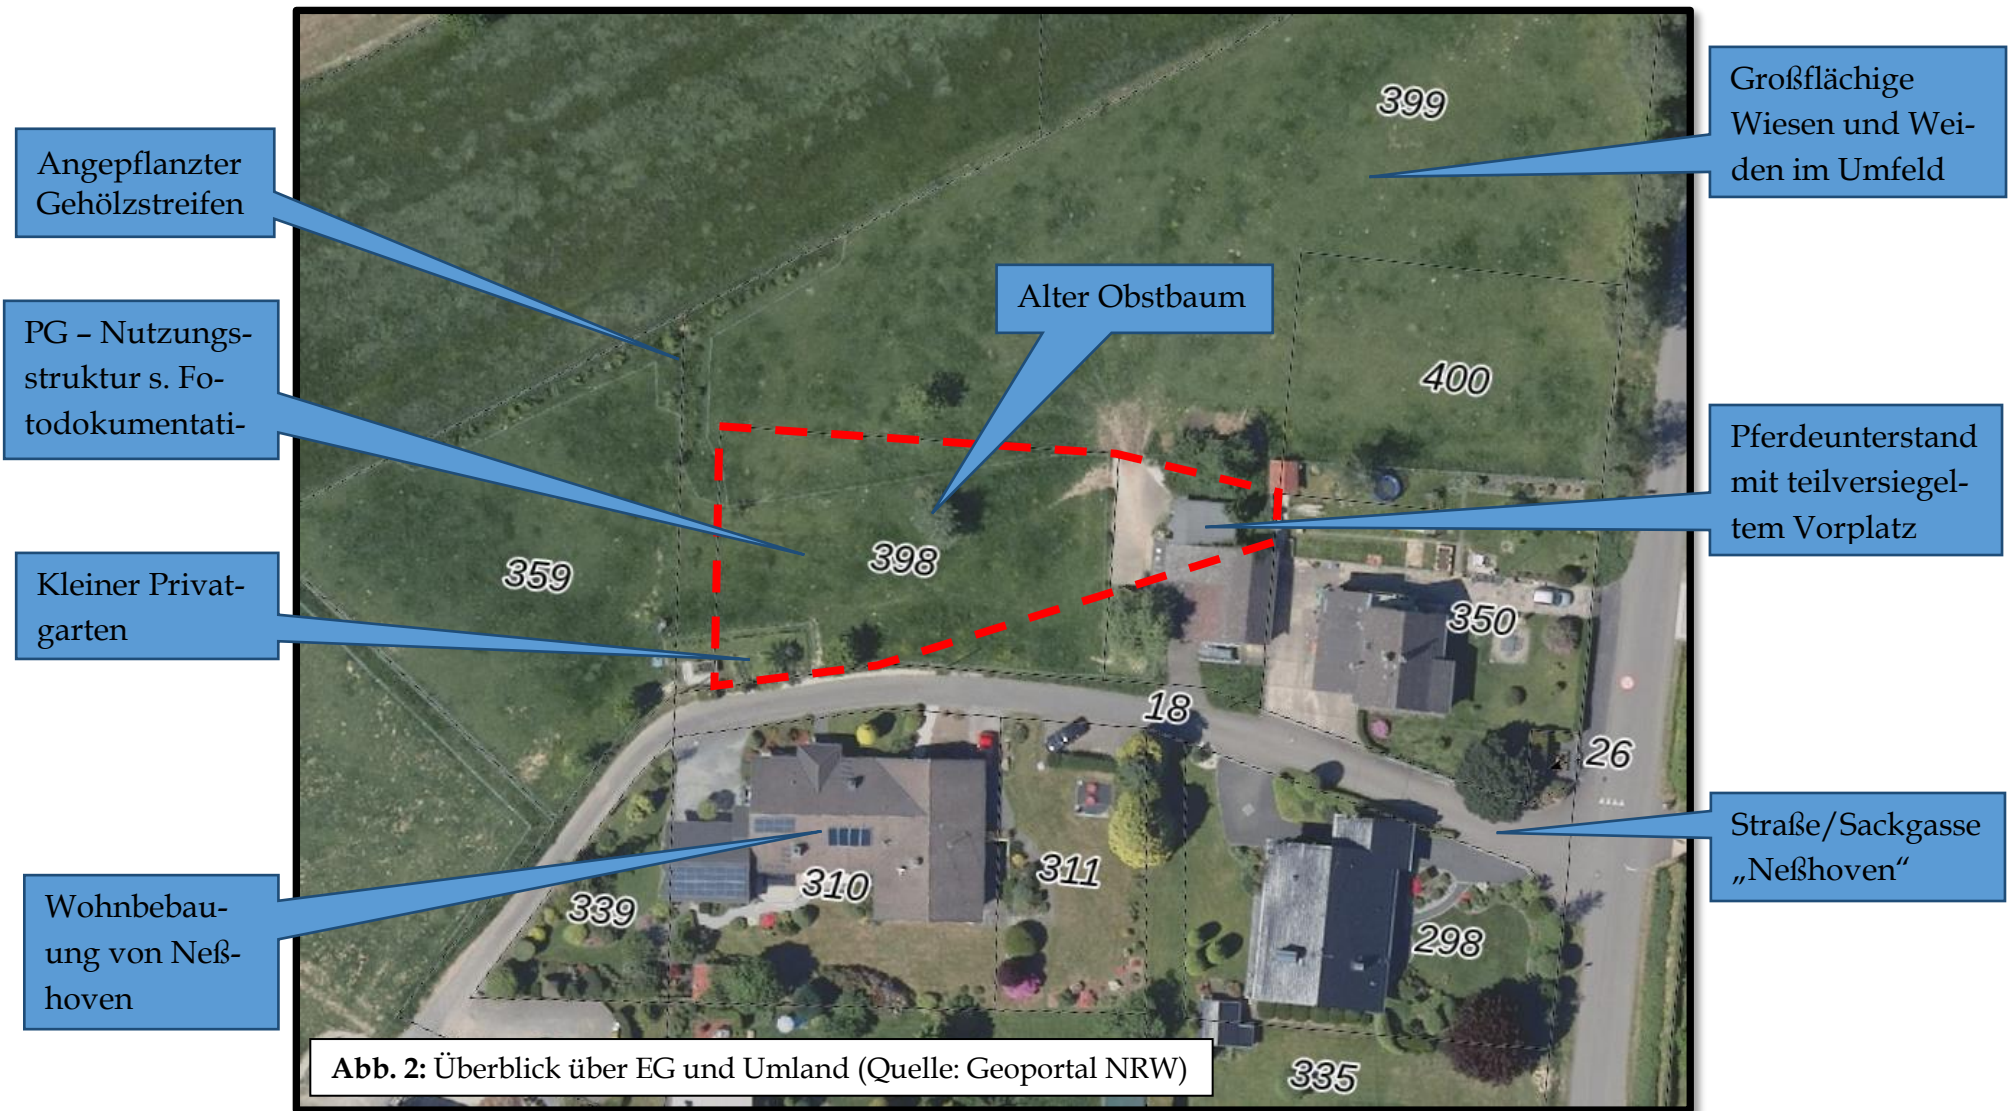 Großflächige
Wiesen und Wei-
den im Umfeld
399
Angepflanzter
Gehölzstreifen
Alter Obstbaum
PG – Nutzungs-
struktur s. Fo-
todokumentati-
400
Pferdeunterstand
mit teilversiegel-
tem Vorplatz
398
359
Kleiner Privat-
garten
350
18
26
Straße/Sackgasse
„Neßhoven“
310
311
339
298
Wohnbebau-
ung von Neß-
hoven
Abb. 2: Überblick über EG und Umland (Quelle: Geoportal NRW)
335